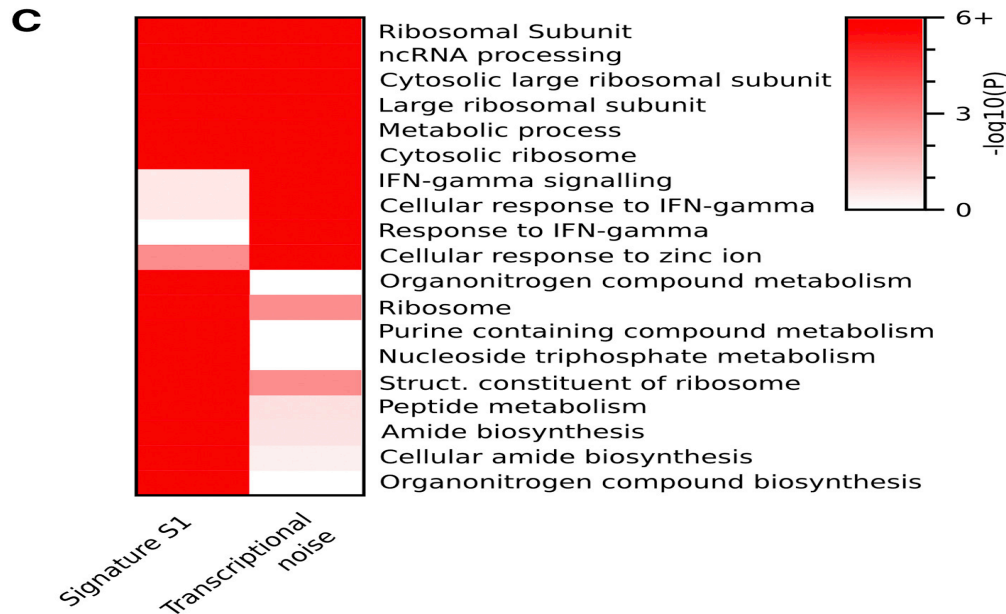 C
Ribosomal Subunit
ncRNA processing
Cytosolic large ribosomal subunit
Large ribosomal subunit
Metabolic process
Cytosolic ribosome
IFN-gamma signalling
Cellular response to IFN-gamma
Response to IFN-gamma
Cellular response to zinc ion
Organonitrogen compound metabolism
Ribosome
Purine containing compound metabolism
Nucleoside triphosphate metabolism
Struct. constituent of ribosome
Peptide metabolism
Amide biosynthesis
Cellular amide biosynthesis
Organonitrogen compound biosynthesis
6+
3
0
-log10(P)
Signature S1
Transcriptional
noise